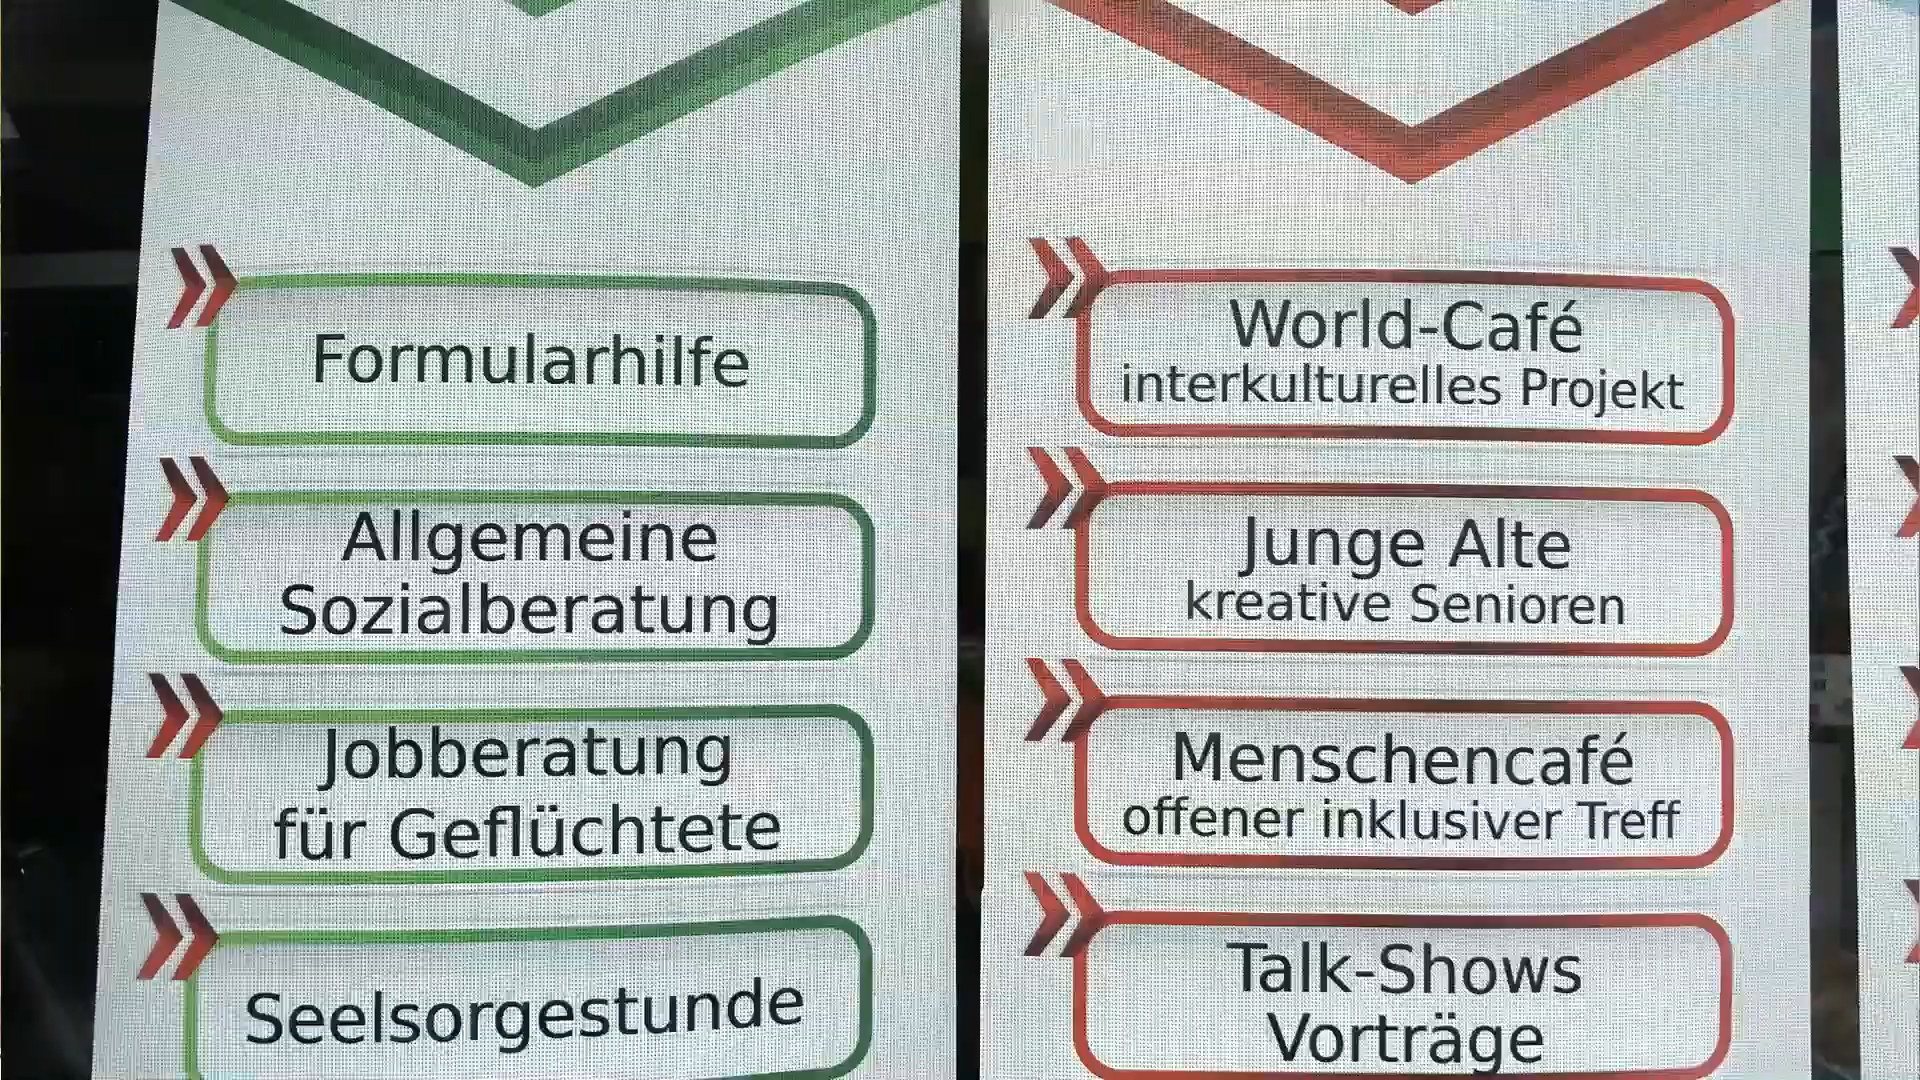 Formularhilfe
Allgemeine
Sozialberatung
Jobberatung
für Geflüchtete
Seelsorgestunde
World-Café
interkulturelles Projekt
Junge Alte
kreative Senioren
Menschencafé
offener inklusiver Treff
Talk-Shows
Vorträge